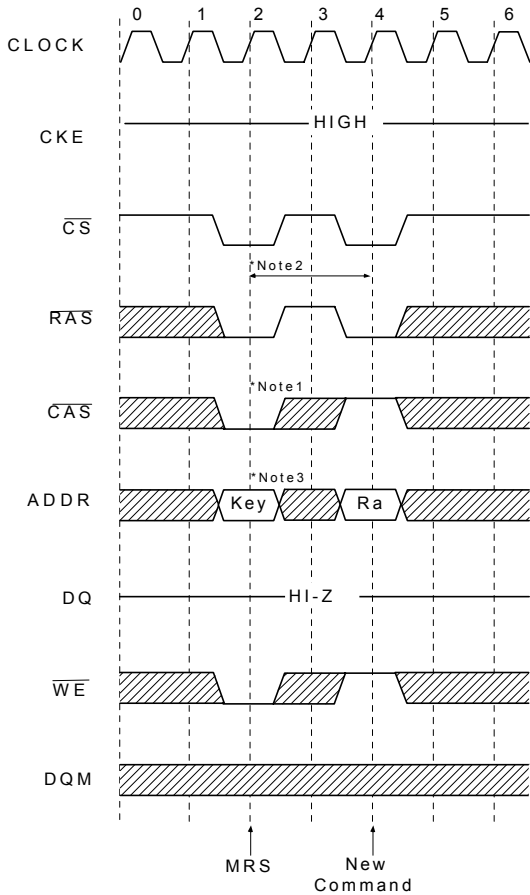 0 1 2 3 4 5 6
CLOCK
HIGH
CKE
CS
*Note2
RAS
*Note1
CAS
*Note3
ADDR Key Ra
DQ HI-Z
WE
DQM
MRS New
Command